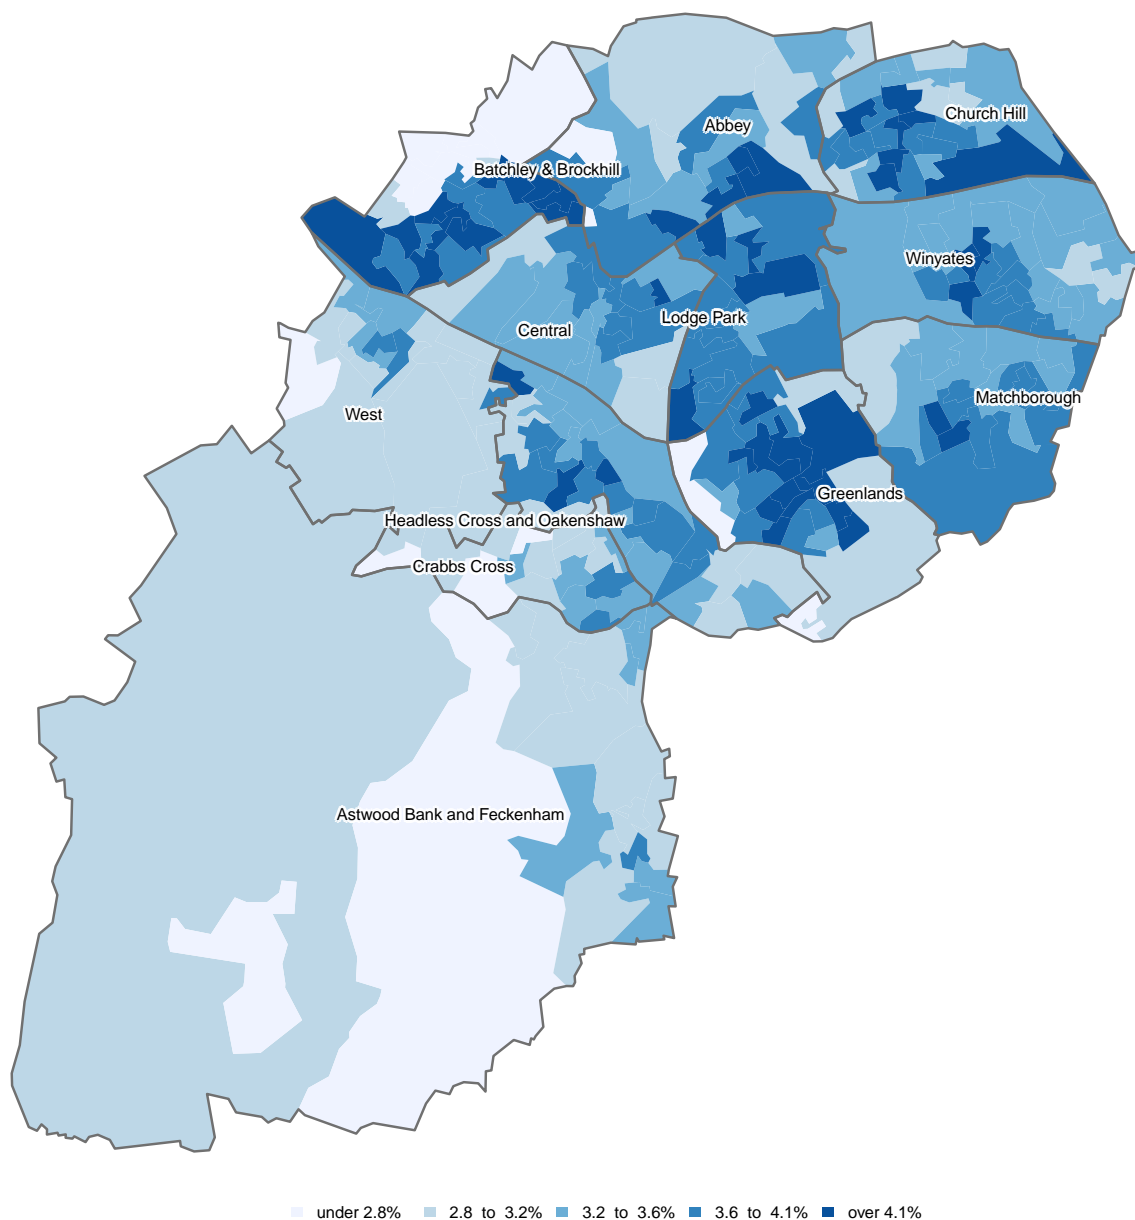 Church Hill
Abbey
Batchley & Brockhill
Winyates
Lodge Park
Central
Matchborough
West
Greenlands
Headless Cross and Oakenshaw
Crabbs Cross
Astwood Bank and Feckenham
under 2.8% 2.8 to 3.2% 3.2 to 3.6% 3.6 to 4.1% over 4.1%